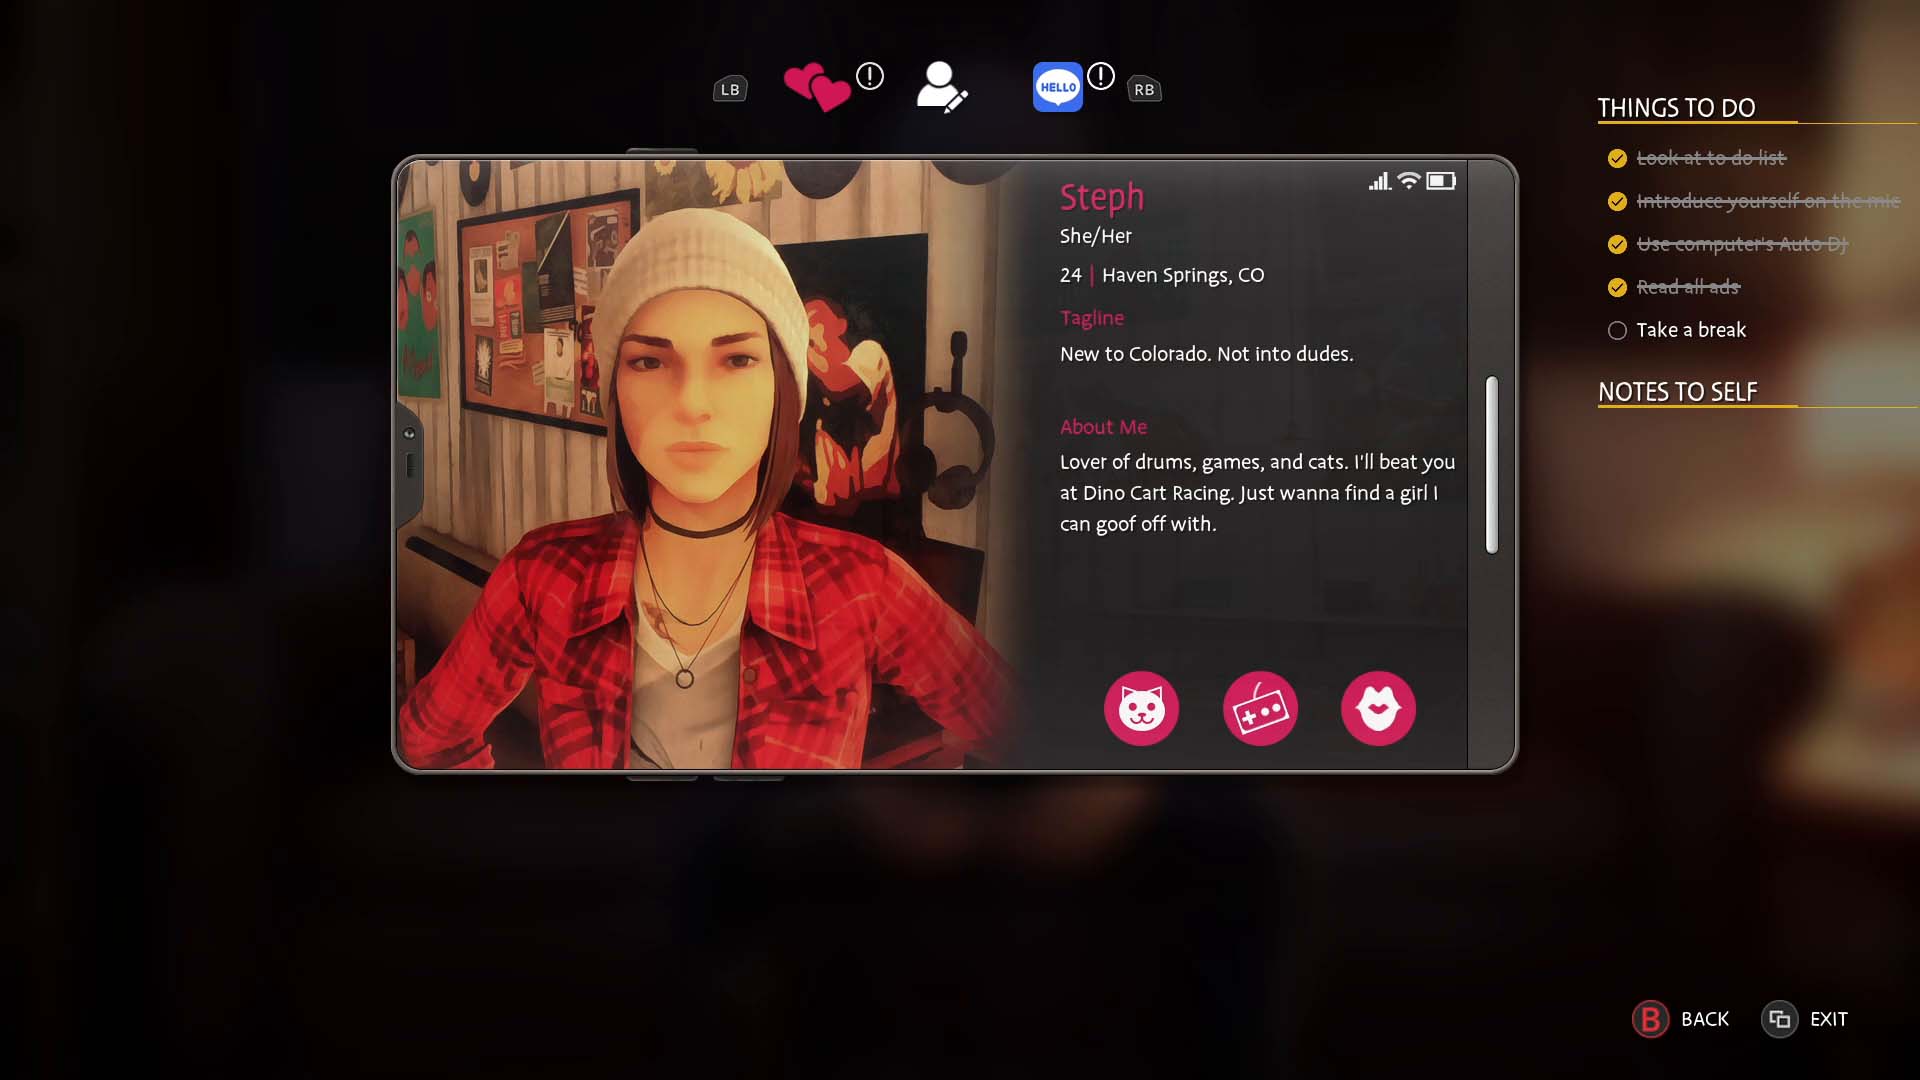 LB
HELLO
RB
THINGS TO DO
Look at to do list
Introduce yourself on the mic
Use computer's Auto DJ
Read all ads
Take a break
NOTES TO SELF
Steph
She/Her
24 | Haven Springs, CO
Tagline
New to Colorado. Not into dudes.
About Me
Lover of drums, games, and cats. I'll beat you
at Dino Cart Racing. Just wanna find a girl I
can goof off with.
B BACK
EXIT